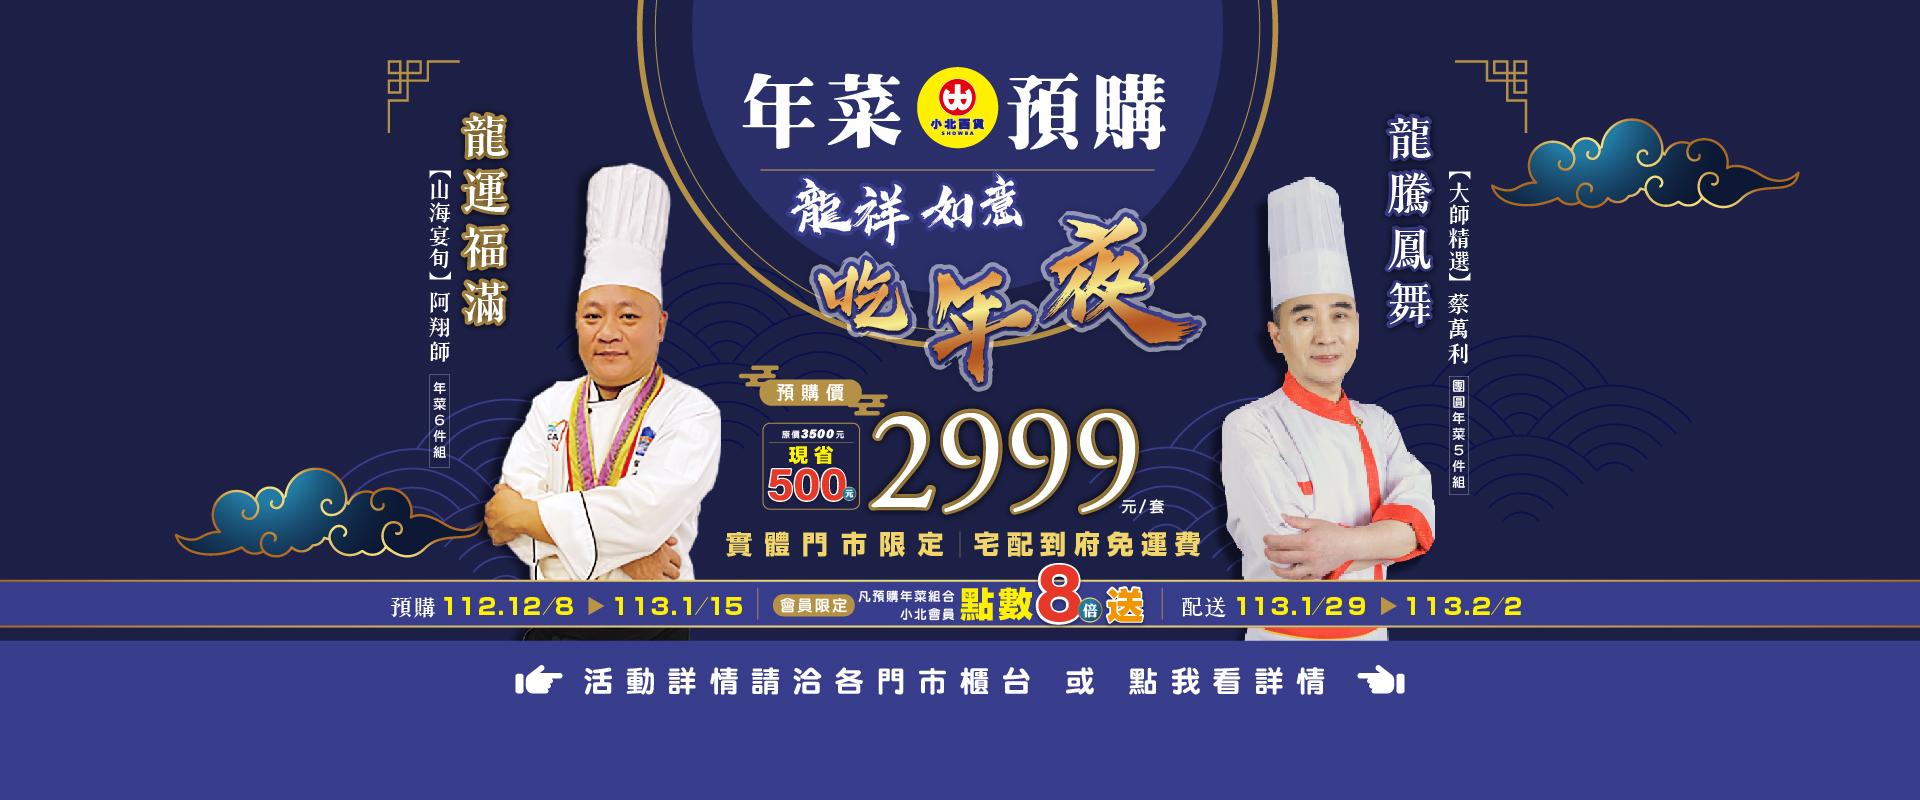 年菜 小北百貨 預購
SHOWBA
龍祥如意
吃年夜
龍運福滿
【山海宴旬】阿翔師
年菜6件組
龍騰鳳舞
【大師精選】蔡萬利
團圓年菜5件組
預購價
原價3500元
現省
500元
2999元/套
實體門市限定|宅配到府免運費
預購 112.12/8 ▶ 113.1/15 | 會員限定 凡預購年菜組合 小北會員 點數8倍送 | 配送 113.1/29 ▶ 113.2/2
活動詳情請洽各門市櫃台 或 點我看詳情